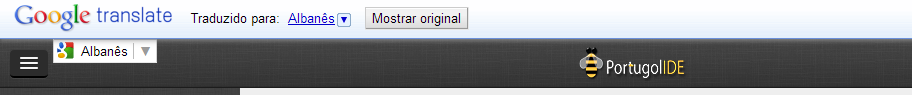 Google translate Traduzido para: Albanês Mostrar original
Albanês
PortugolIDE